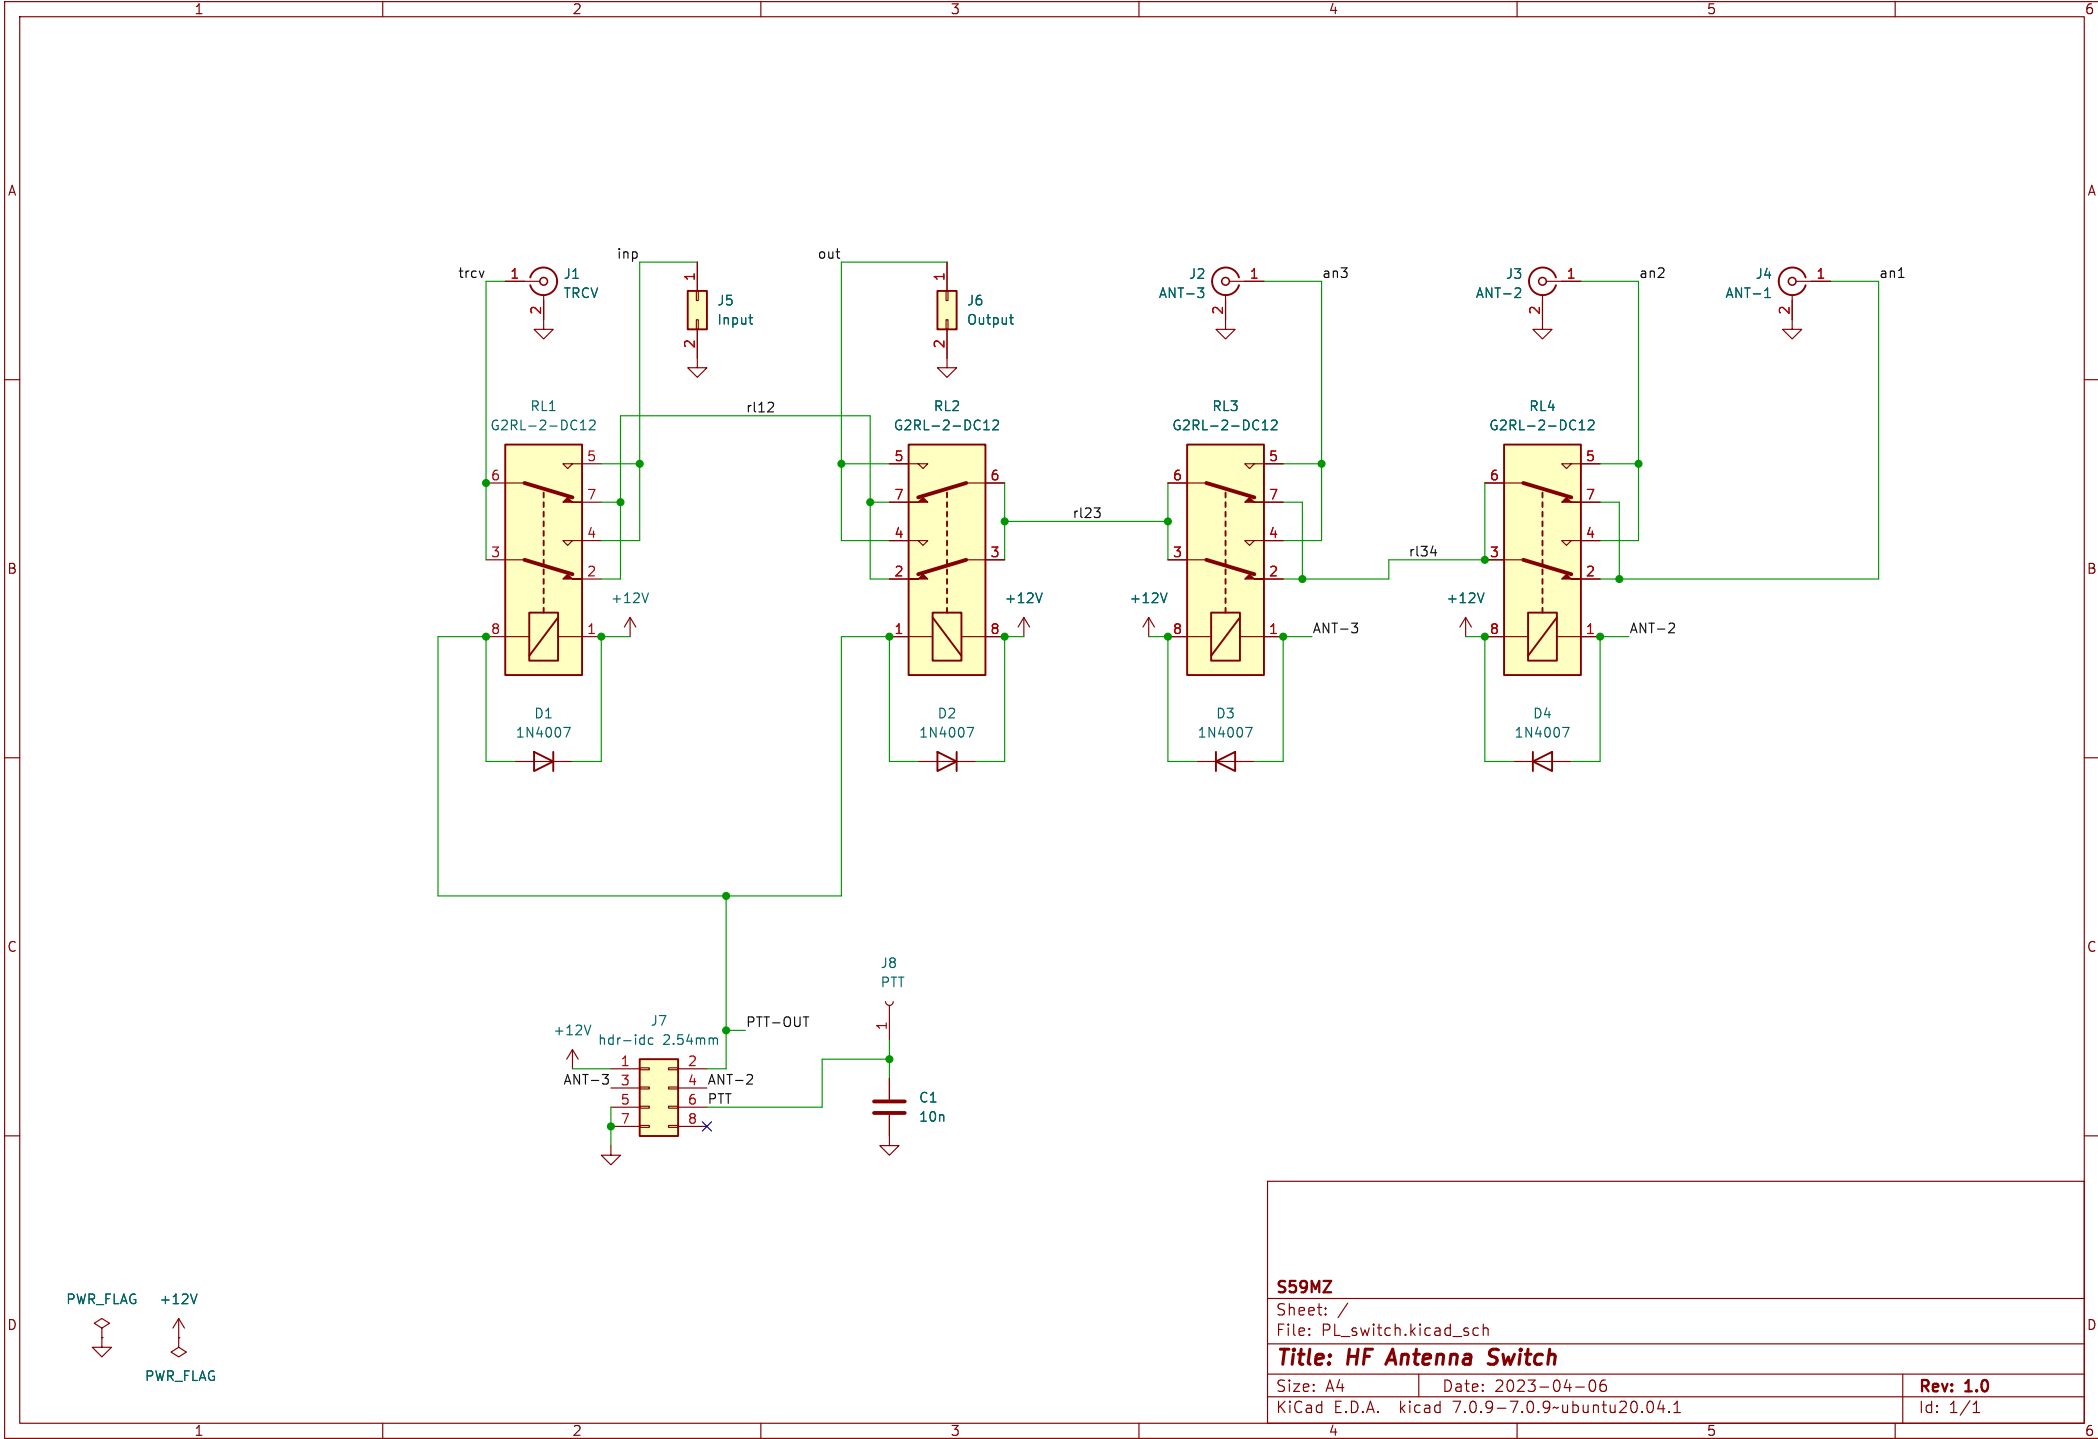 1 2 3 4 5 6
A A
inp out
trcv 1 J1 1 1 J2 1 an3 J3 1 an2 J4 1 an1
TRCV ANT-3 ANT-2 ANT-1
2 J5 J6 2 2 2
Input Output
2 2
RL1 rl12 RL2 RL3 RL4
G2RL-2-DC12 G2RL-2-DC12 G2RL-2-DC12 G2RL-2-DC12
5 5 5 5
6 6 6 6
7 7 7 7
rl23
4 4 4 4
3 3 3 rl34 3
B B
2 2 2 2
+12V +12V +12V +12V
8 1 1 8 8 1 ANT-3 8 1 ANT-2
D1 D2 D3 D4
1N4007 1N4007 1N4007 1N4007
C C
J8
PTT
J7 PTT-OUT 1
+12V hdr-idc 2.54mm
1 2
ANT-3 3 4 ANT-2
5 6 PTT
7 8
C1
10n
S59MZ
PWR_FLAG +12V
Sheet: /
D D
File: PL_switch.kicad_sch
Title: HF Antenna Switch
PWR_FLAG
Size: A4 Date: 2023-04-06 Rev: 1.0
KiCad E.D.A. kicad 7.0.9-7.0.9~ubuntu20.04.1 Id: 1/1
1 2 3 4 5 6